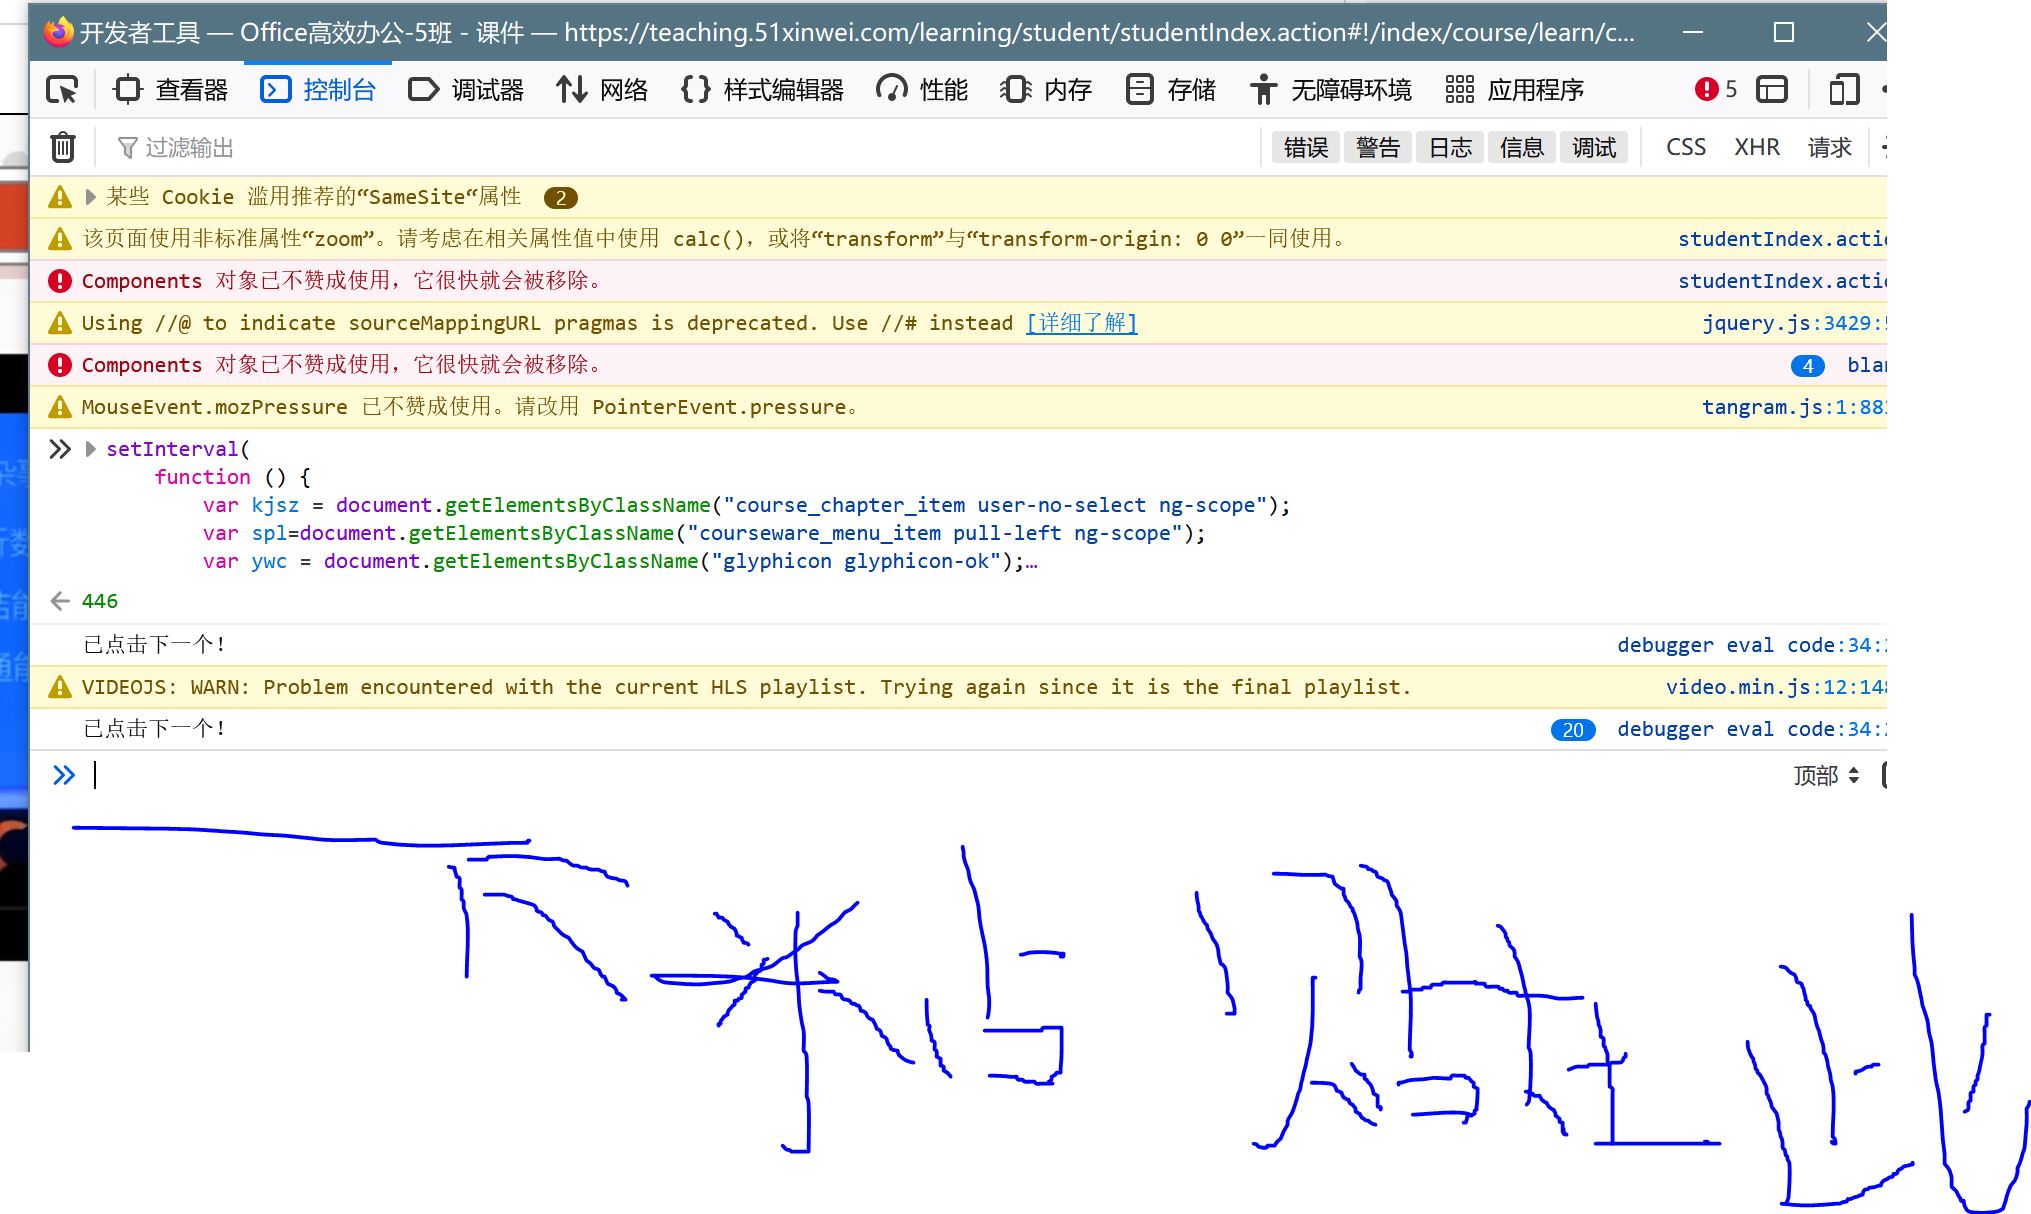 开发者工具 — Office高效办公-5班 - 课件 — https://teaching.51xinwei.com/learning/student/studentIndex.action#!/index/course/learn/c...
查看器 控制台 调试器 网络 样式编辑器 性能 内存 存储 无障碍环境 应用程序 5
过滤输出 错误 警告 日志 信息 调试 CSS XHR 请求
某些 Cookie 滥用推荐的“SameSite“属性 2
该页面使用非标准属性“zoom”。请考虑在相关属性值中使用 calc(),或将“transform”与“transform-origin: 0 0”一同使用。 studentIndex.actio
Components 对象已不赞成使用,它很快就会被移除。 studentIndex.actio
Using //@ to indicate sourceMappingURL pragmas is deprecated. Use //# instead [详细了解] jquery.js:3429:5
Components 对象已不赞成使用,它很快就会被移除。 4 blan
MouseEvent.mozPressure 已不赞成使用。请改用 PointerEvent.pressure。 tangram.js:1:88
setInterval(
function () {
var kjsz = document.getElementsByClassName("course_chapter_item user-no-select ng-scope");
var spl=document.getElementsByClassName("courseware_menu_item pull-left ng-scope");
var ywc = document.getElementsByClassName("glyphicon glyphicon-ok");…
446
已点击下一个! debugger eval code:34:
VIDEOJS: WARN: Problem encountered with the current HLS playlist. Trying again since it is the final playlist. video.min.js:12:148
已点击下一个! 20 debugger eval code:34:
顶部